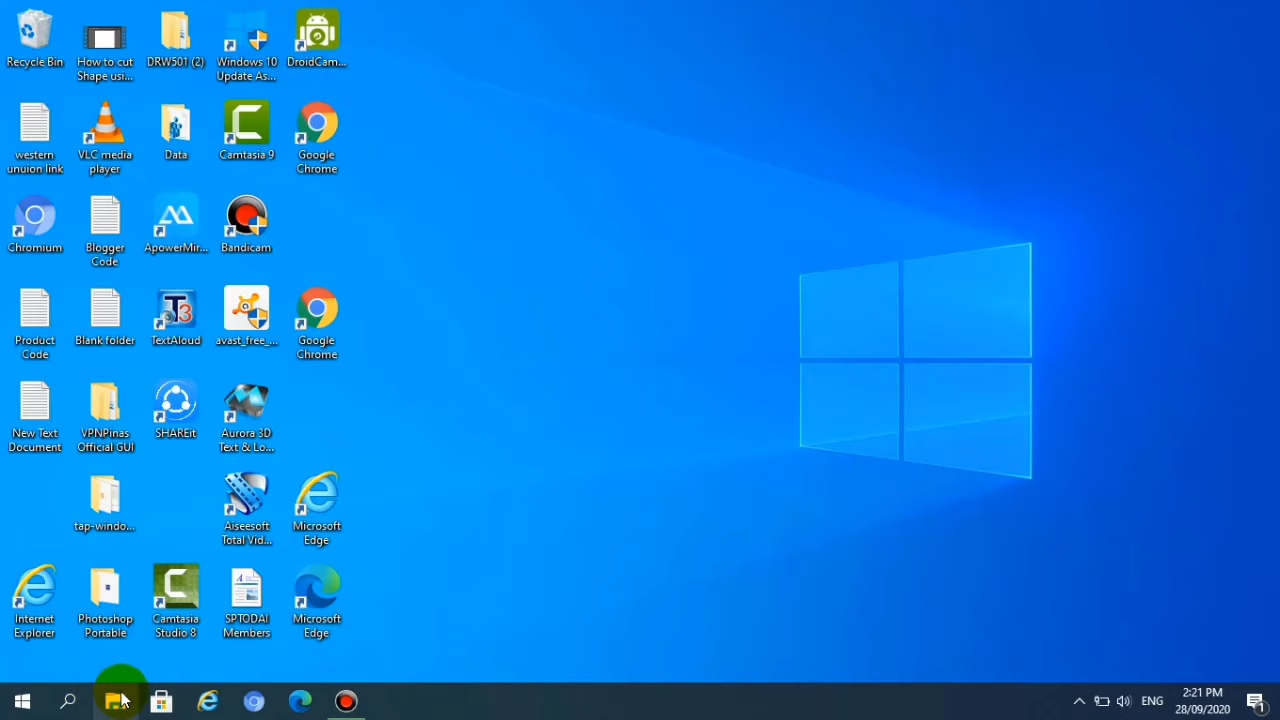 Recycle Bin
How to cut
Shape usi...
DRW501 (2)
Windows 10
Update As...
DroidCam...
western
unuion link
VLC media
player
Data
Camtasia 9
Google
Chrome
Chromium
Blogger
Code
ApowerMir...
Bandicam
Product
Code
Blank folder
TextAloud
avast_free_...
Google
Chrome
New Text
Document
VPNPinas
Official GUI
SHAREit
Aurora 3D
Text & Lo...
tap-windo...
Aiseesoft
Total Vid...
Microsoft
Edge
Internet
Explorer
Photoshop
Portable
Camtasia
Studio 8
SPTODAI
Members
Microsoft
Edge
ENG
2:21 PM
28/09/2020
1